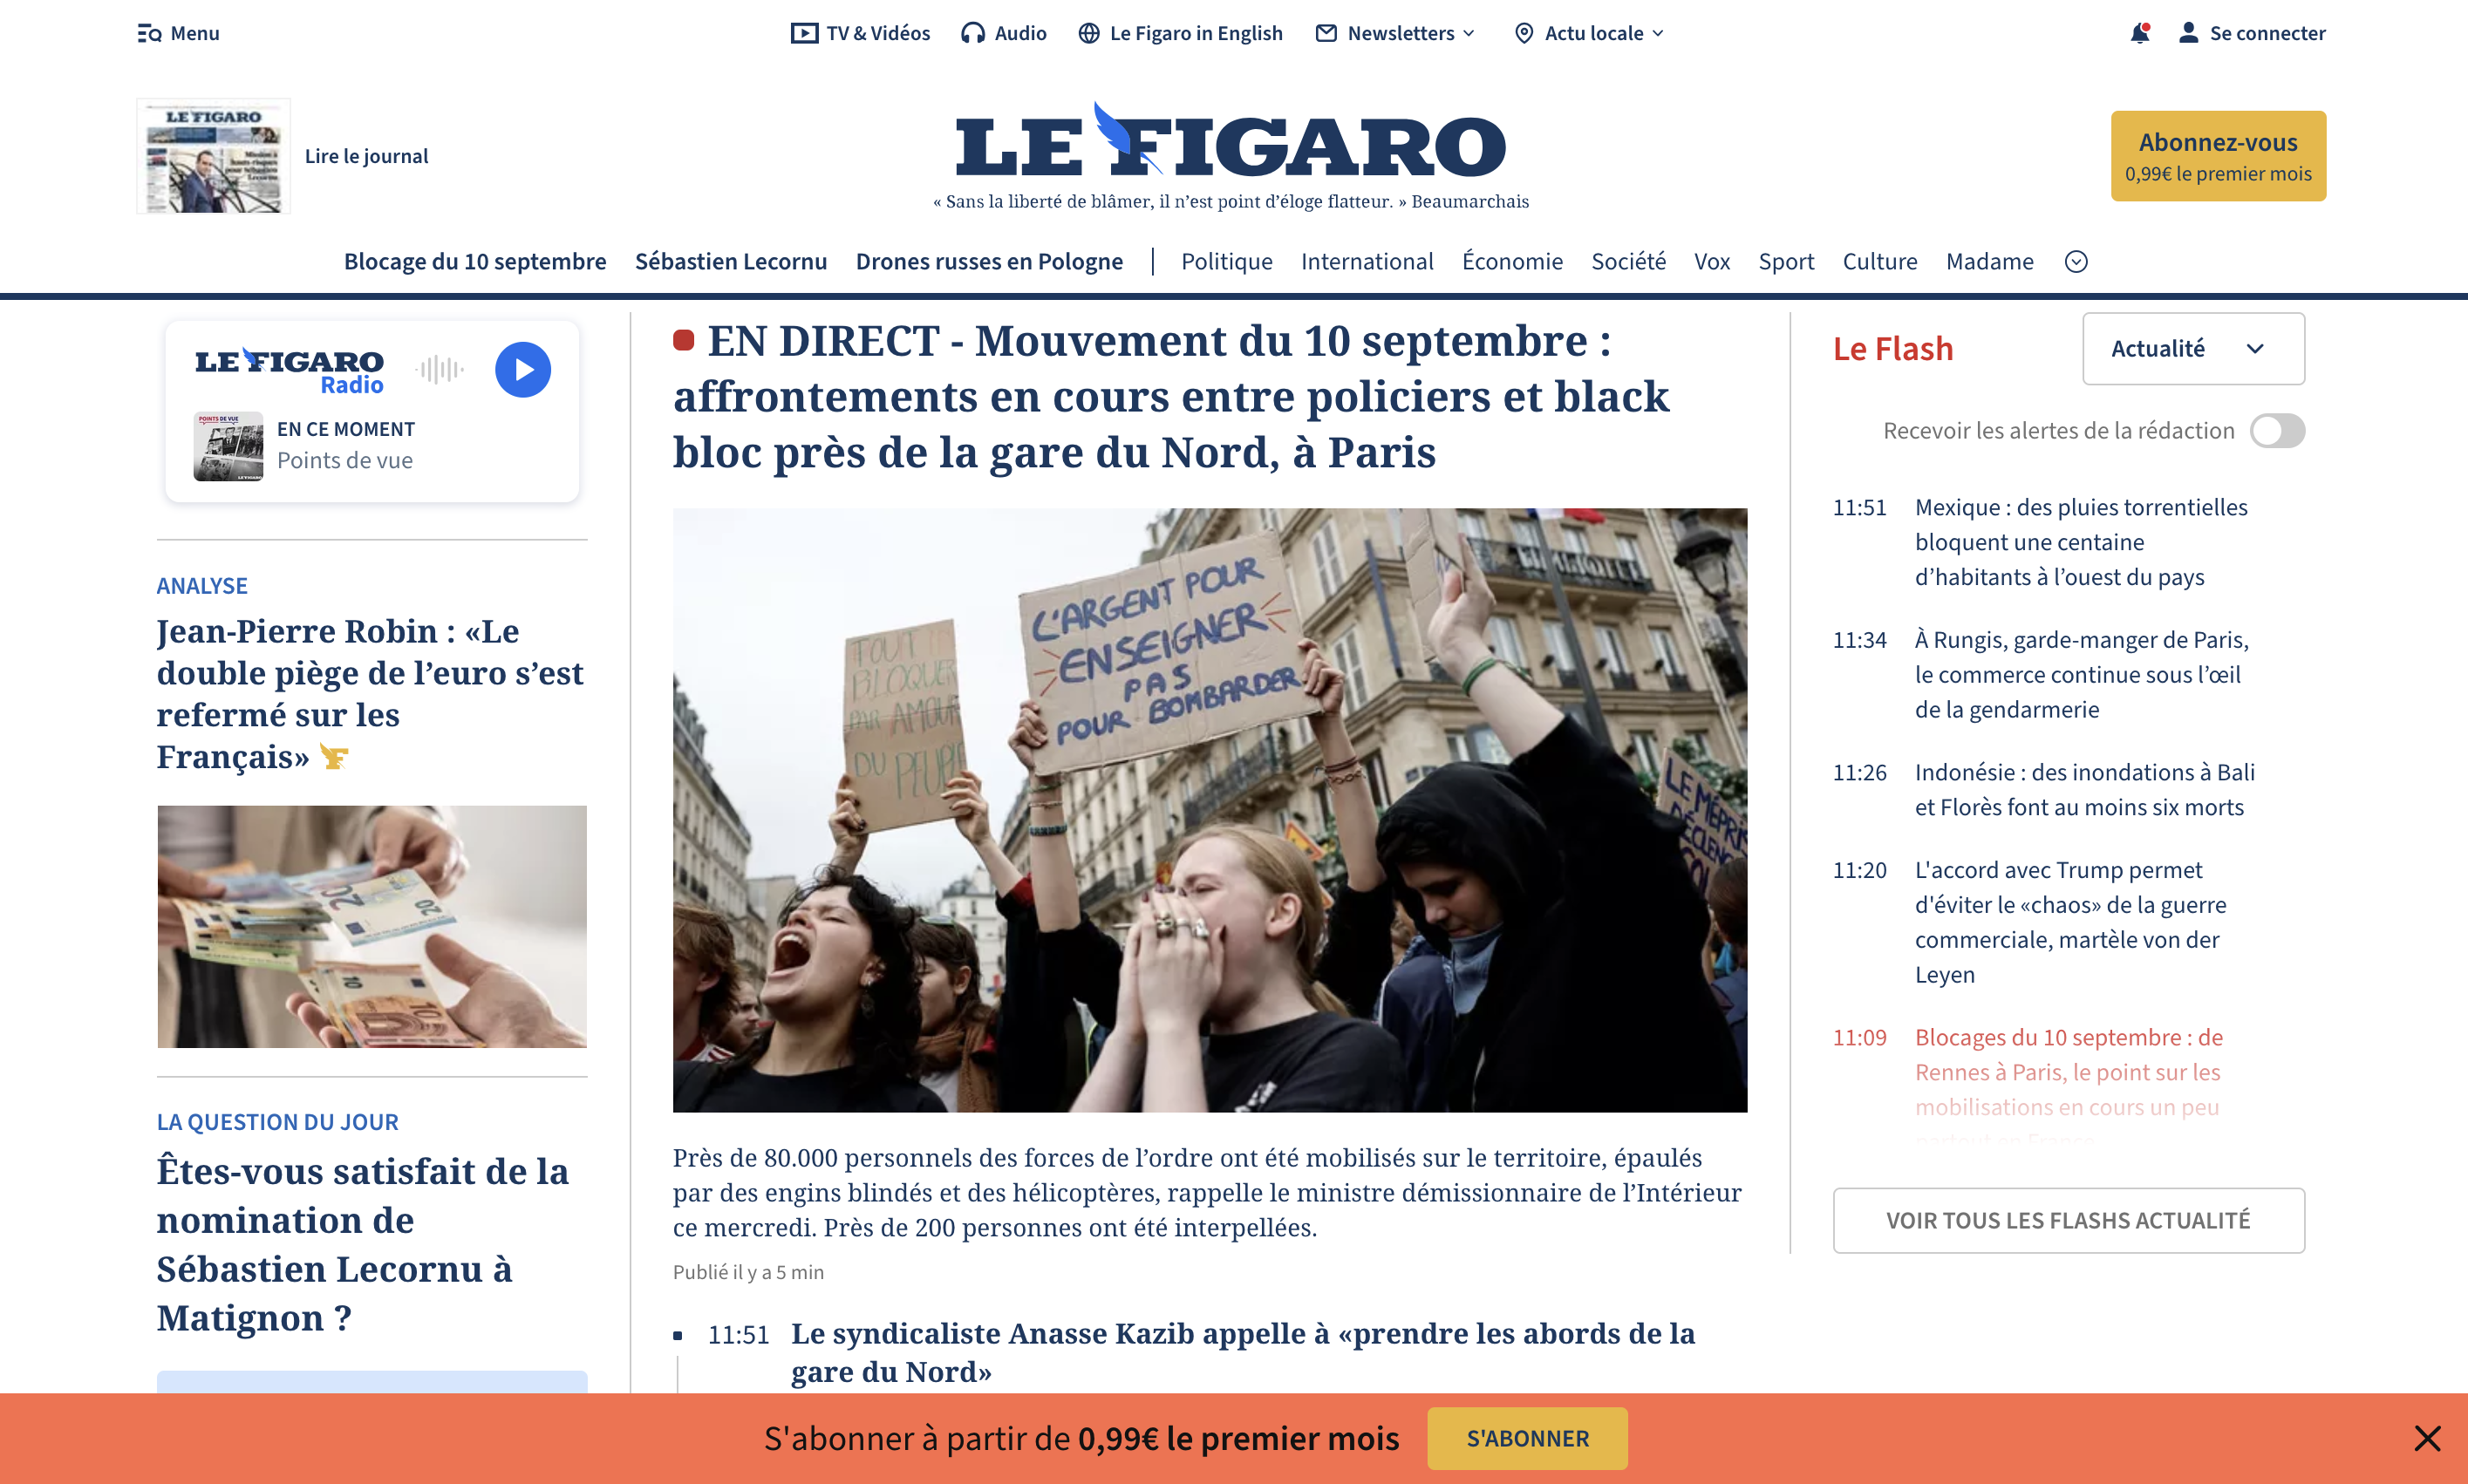 Menu
TV & Vidéos
Audio
Le Figaro in English
Newsletters
Actu locale
Se connecter
LE FIGARO
Lire le journal
LE FIGARO
« Sans la liberté de blâmer, il n’est point d’éloge flatteur. » Beaumarchais
Abonnez-vous
0,99€ le premier mois
Blocage du 10 septembre
Sébastien Lecornu
Drones russes en Pologne
Politique
International
Économie
Société
Vox
Sport
Culture
Madame
LE FIGARO
Radio
POINTS DE VUE
EN CE MOMENT
Points de vue
ANALYSE
Jean-Pierre Robin : «Le
double piège de l’euro s’est
refermé sur les
Français»
20
20
10
10
LA QUESTION DU JOUR
Êtes-vous satisfait de la
nomination de
Sébastien Lecornu à
Matignon ?
EN DIRECT - Mouvement du 10 septembre :
affrontements en cours entre policiers et black
bloc près de la gare du Nord, à Paris
TOUT
BLOQUER
PAR AMOUR
DU PEUPLE
L'ARGENT POUR
ENSEIGNER
PAS
POUR BOMBARDER
LE MÉPRIS
Près de 80.000 personnels des forces de l’ordre ont été mobilisés sur le territoire, épaulés
par des engins blindés et des hélicoptères, rappelle le ministre démissionnaire de l’Intérieur
ce mercredi. Près de 200 personnes ont été interpellées.
Publié il y a 5 min
11:51 Le syndicaliste Anasse Kazib appelle à «prendre les abords de la
gare du Nord»
Le Flash
Actualité
Recevoir les alertes de la rédaction
11:51 Mexique : des pluies torrentielles
bloquent une centaine
d’habitants à l’ouest du pays
11:34 À Rungis, garde-manger de Paris,
le commerce continue sous l’œil
de la gendarmerie
11:26 Indonésie : des inondations à Bali
et Florès font au moins six morts
11:20 L'accord avec Trump permet
d'éviter le «chaos» de la guerre
commerciale, martèle von der
Leyen
11:09 Blocages du 10 septembre : de
Rennes à Paris, le point sur les
mobilisations en cours un peu
partout en France
VOIR TOUS LES FLASHS ACTUALITÉ
S'abonner à partir de 0,99€ le premier mois
S'ABONNER